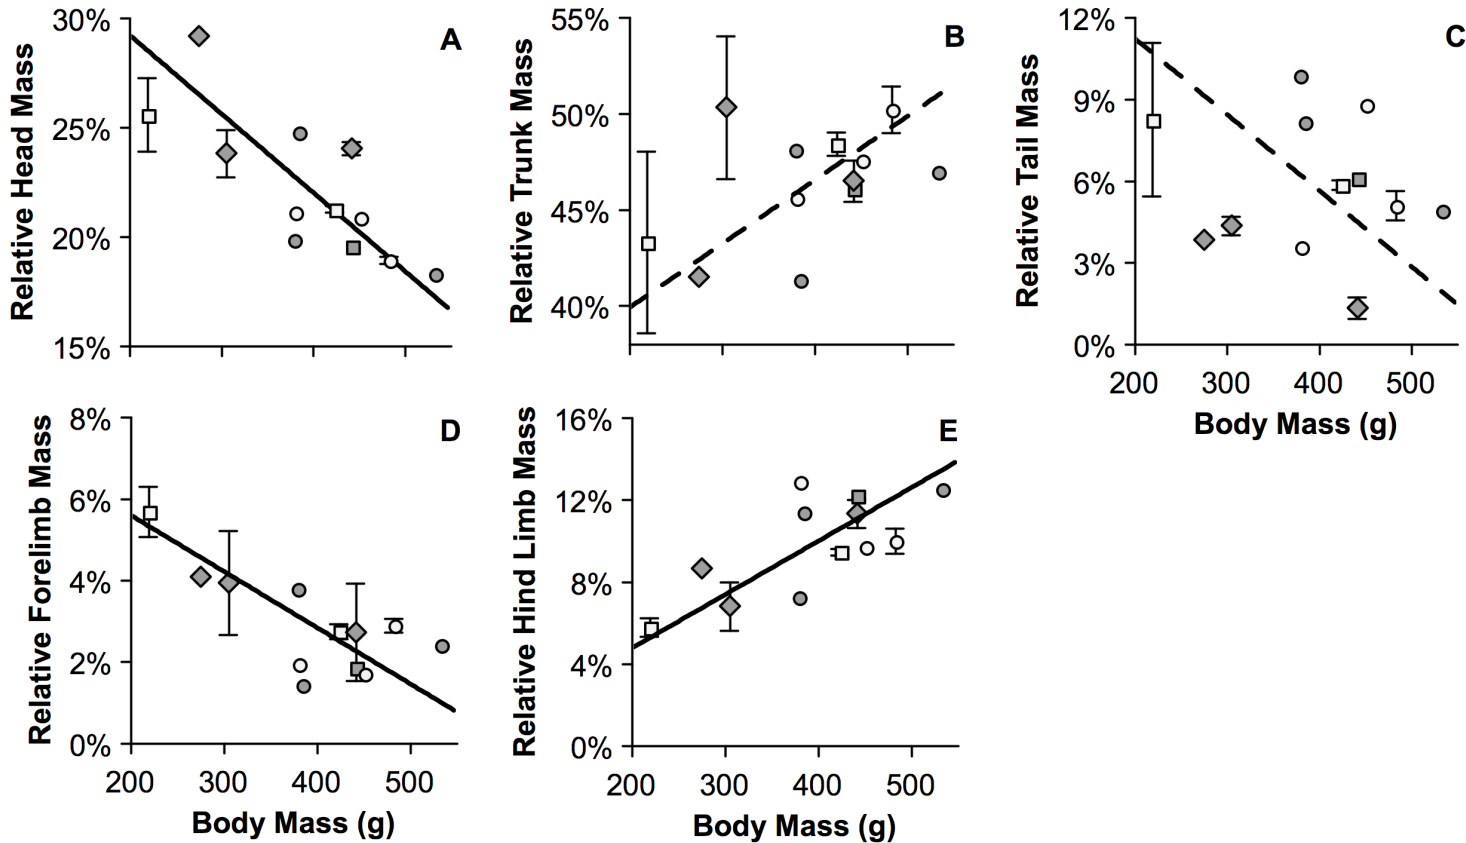 30%
25%
20%
15%
Relative Head Mass
A
55%
50%
45%
40%
Relative Trunk Mass
B
12%
9%
6%
3%
0%
Relative Tail Mass
C
200 300 400 500
Body Mass (g)
8%
6%
4%
2%
0%
Relative Forelimb Mass
D
200 300 400 500
Body Mass (g)
16%
12%
8%
4%
0%
Relative Hind Limb Mass
E
200 300 400 500
Body Mass (g)